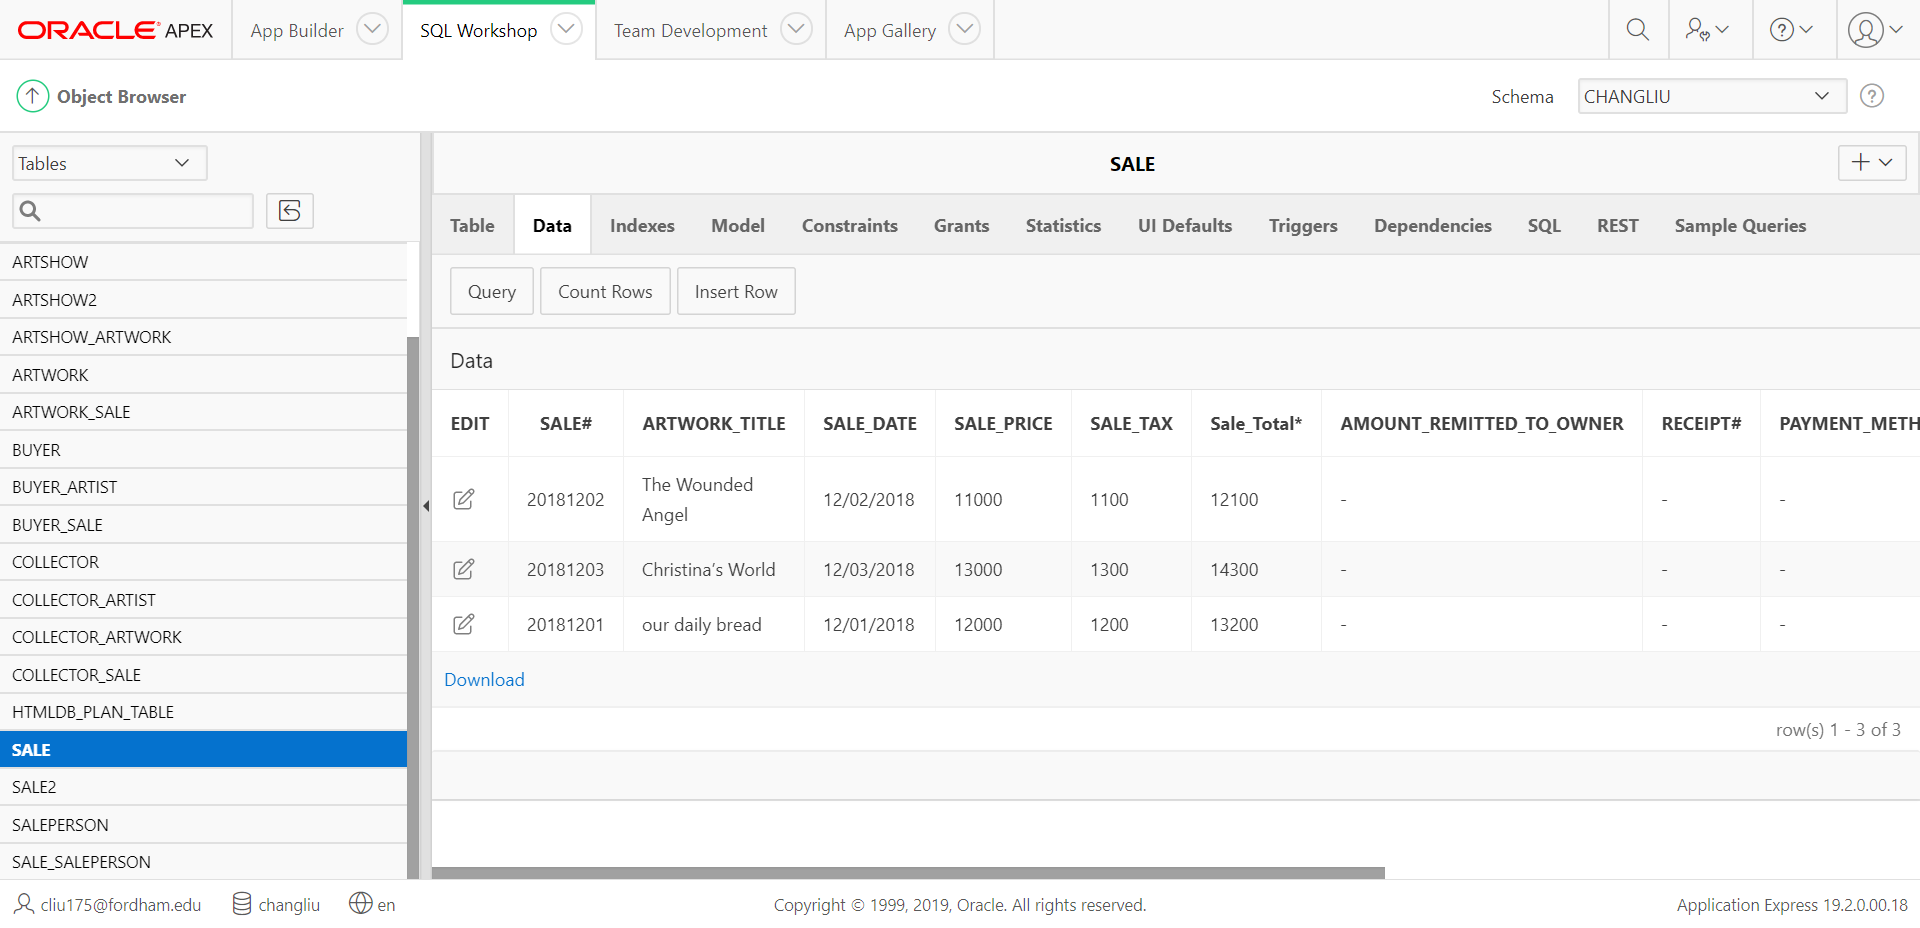 ORACLE APEX
App Builder
SQL Workshop
Team Development
App Gallery
Object Browser
Schema
CHANGLIU
Tables
ARTSHOW
ARTSHOW2
ARTSHOW_ARTWORK
ARTWORK
ARTWORK_SALE
BUYER
BUYER_ARTIST
BUYER_SALE
COLLECTOR
COLLECTOR_ARTIST
COLLECTOR_ARTWORK
COLLECTOR_SALE
HTMLDB_PLAN_TABLE
SALE
SALE2
SALEPERSON
SALE_SALEPERSON
SALE
Table Data Indexes Model Constraints Grants Statistics UI Defaults Triggers Dependencies SQL REST Sample Queries
Query Count Rows Insert Row
Data
EDIT SALE# ARTWORK_TITLE SALE_DATE SALE_PRICE SALE_TAX Sale_Total* AMOUNT_REMITTED_TO_OWNER RECEIPT# PAYMENT_METH
20181202 The Wounded Angel 12/02/2018 11000 1100 12100 - - -
20181203 Christina’s World 12/03/2018 13000 1300 14300 - - -
20181201 our daily bread 12/01/2018 12000 1200 13200 - - -
Download
row(s) 1 - 3 of 3
cliu175@fordham.edu changliu en
Copyright © 1999, 2019, Oracle. All rights reserved.
Application Express 19.2.0.00.18